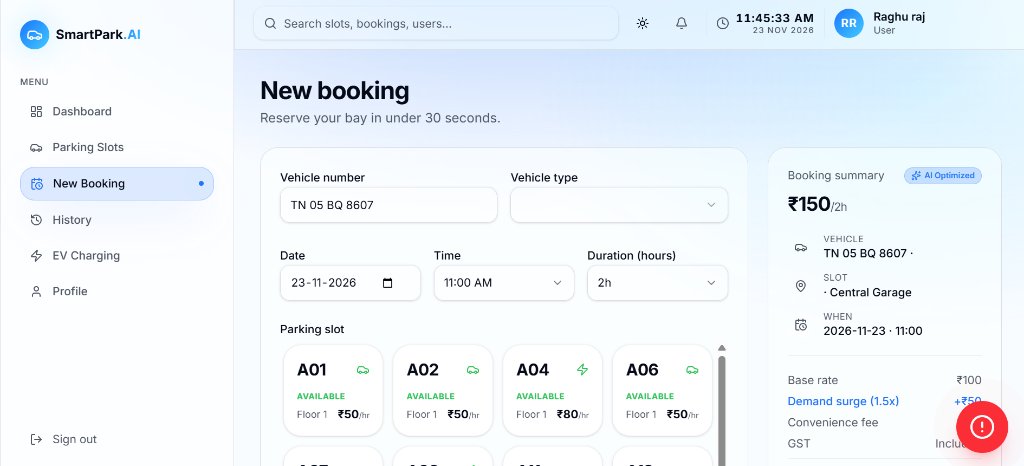 SmartPark.AI
Search slots, bookings, users...
11:45:33 AM
23 NOV 2026
RR
Raghu raj
User
MENU
Dashboard
Parking Slots
New Booking
History
EV Charging
Profile
Sign out
New booking
Reserve your bay in under 30 seconds.
Vehicle number
TN 05 BQ 8607
Vehicle type
Date
23-11-2026
Time
11:00 AM
Duration (hours)
2h
Parking slot
A01
AVAILABLE
Floor 1 ₹50/hr
A02
AVAILABLE
Floor 1 ₹50/hr
A04
AVAILABLE
Floor 1 ₹80/hr
A06
AVAILABLE
Floor 1 ₹50/hr
Booking summary
AI Optimized
₹150/2h
VEHICLE
TN 05 BQ 8607 ·
SLOT
· Central Garage
WHEN
2026-11-23 · 11:00
Base rate ₹100
Demand surge (1.5x) +₹50
Convenience fee
GST